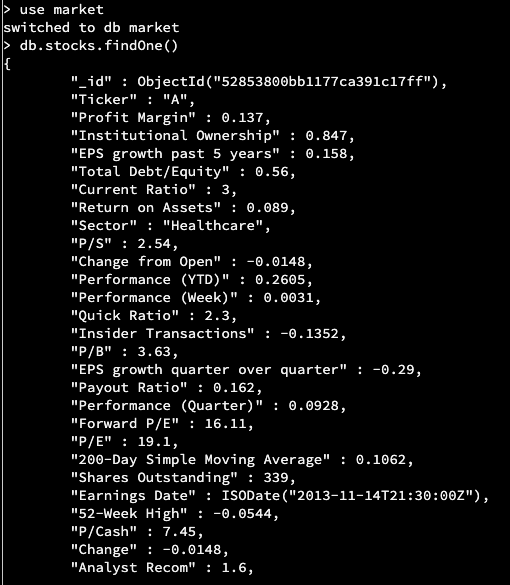 > use market
switched to db market
> db.stocks.findOne()
{
"_id" : ObjectId("52853800bb1177ca391c17ff"),
"Ticker" : "A",
"Profit Margin" : 0.137,
"Institutional Ownership" : 0.847,
"EPS growth past 5 years" : 0.158,
"Total Debt/Equity" : 0.56,
"Current Ratio" : 3,
"Return on Assets" : 0.089,
"Sector" : "Healthcare",
"P/S" : 2.54,
"Change from Open" : -0.0148,
"Performance (YTD)" : 0.2605,
"Performance (Week)" : 0.0031,
"Quick Ratio" : 2.3,
"Insider Transactions" : -0.1352,
"P/B" : 3.63,
"EPS growth quarter over quarter" : -0.29,
"Payout Ratio" : 0.162,
"Performance (Quarter)" : 0.0928,
"Forward P/E" : 16.11,
"P/E" : 19.1,
"200-Day Simple Moving Average" : 0.1062,
"Shares Outstanding" : 339,
"Earnings Date" : ISODate("2013-11-14T21:30:00Z"),
"52-Week High" : -0.0544,
"P/Cash" : 7.45,
"Change" : -0.0148,
"Analyst Recom" : 1.6,